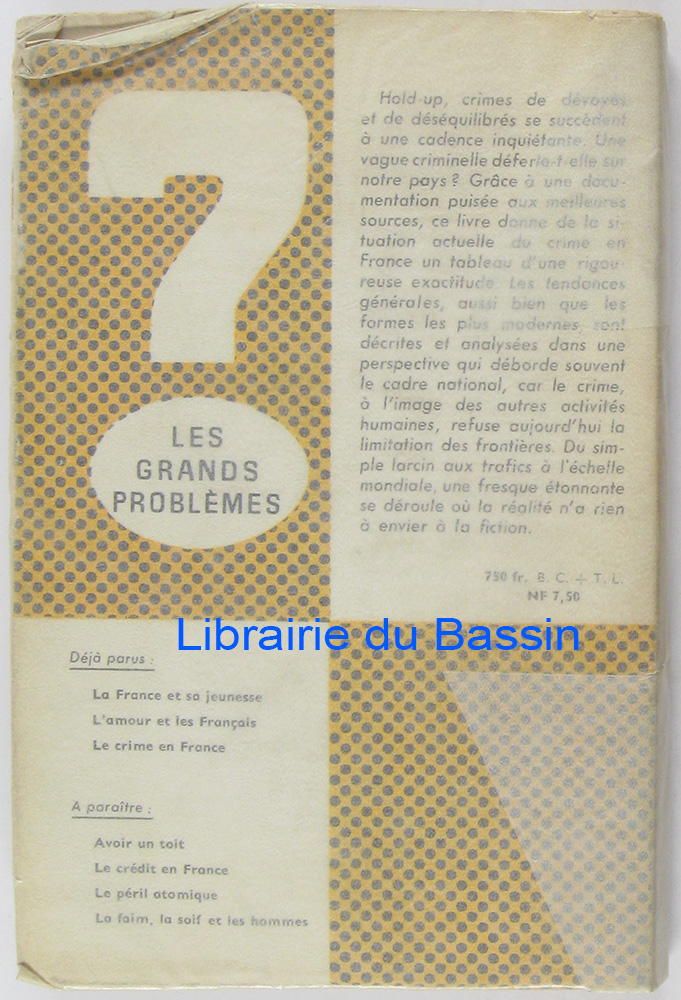 ?
LES
GRANDS
PROBLÈMES
Hold-up, crimes de dévoyés
et de déséquilibrés se succèdent
à une cadence inquiétante. Une
vague criminelle déferle-t-elle sur
notre pays ? Grâce à une docu-
mentation puisée aux meilleures
sources, ce livre donne de la si-
tuation actuelle du crime en
France un tableau d'une rigou-
reuse exactitude. Les tendances
générales, aussi bien que les
formes les plus modernes, sont
décrites et analysées dans une
perspective qui déborde souvent
le cadre national, car le crime,
à l'image des autres activités
humaines, refuse aujourd'hui la
limitation des frontières. Du sim-
ple larcin aux trafics à l'échelle
mondiale, une fresque étonnante
se déroule où la réalité n'a rien
à envier à la fiction.
750 fr. B. C. + T. L.
NF 7,50
Librairie du Bassin
Déjà parus :
La France et sa jeunesse
L'amour et les Français
Le crime en France
A paraître :
Avoir un toit
Le crédit en France
Le péril atomique
La faim, la soif et les hommes